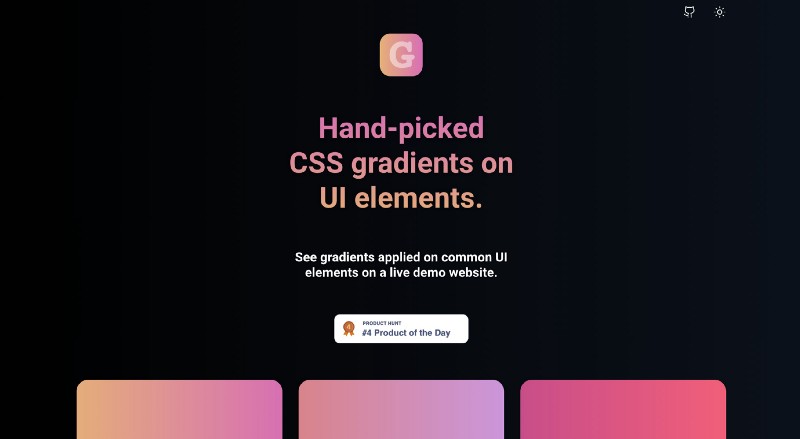 G
Hand-picked
CSS gradients on
UI elements.
See gradients applied on common UI
elements on a live demo website.
4
PRODUCT HUNT
#4 Product of the Day